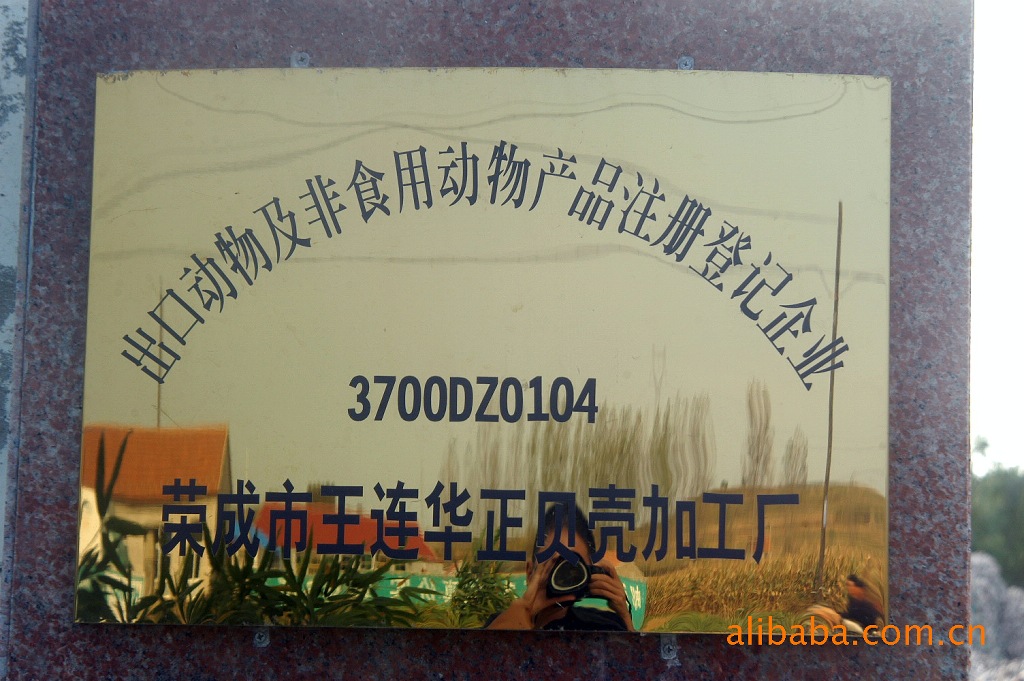 出口动物及非食用动物产品注册登记企业
3700DZ0104
荣成市王连华正贝壳加工厂
alibaba.com.cn